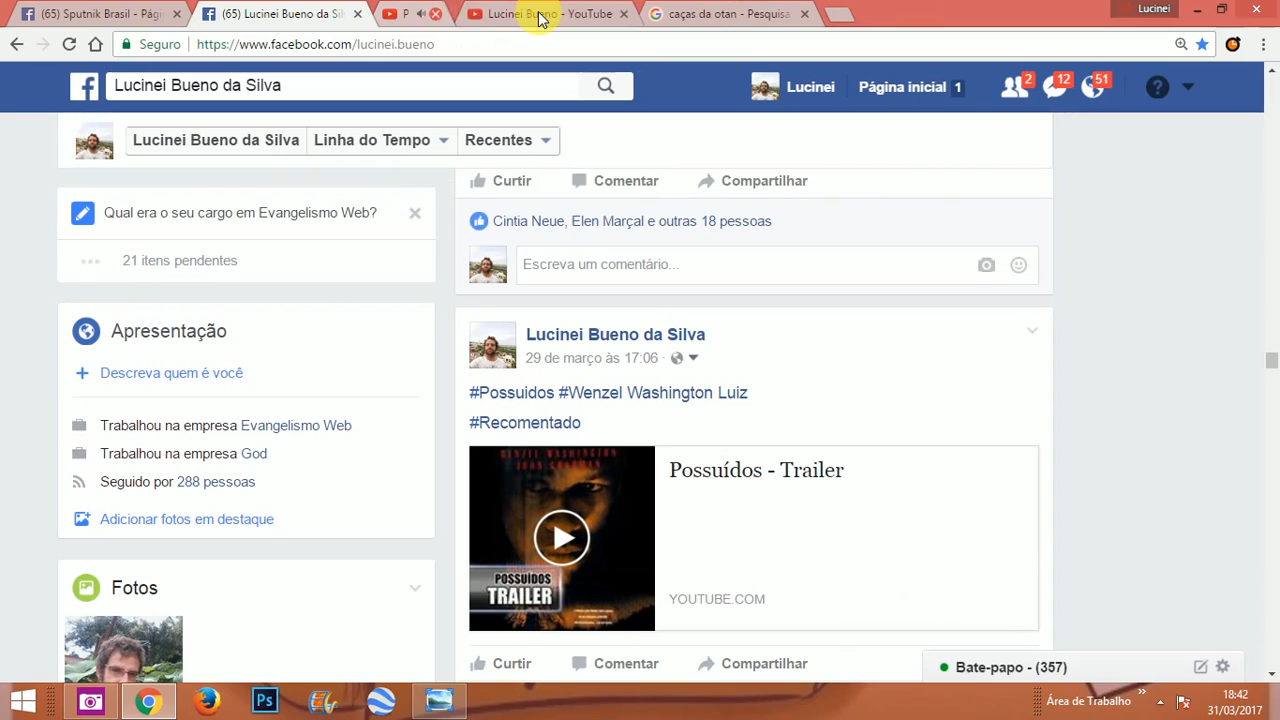 (65) Sputnik Brasil - Pági
(65) Lucinei Bueno da Sil
P
Lucinei Bueno - YouTube
caças da otan - Pesquisa
Lucinei
Seguro
https://www.facebook.com/lucinei.bueno
Lucinei Bueno da Silva
Lucinei
Página inicial 1
2
12
51
Lucinei Bueno da Silva
Linha do Tempo
Recentes
Curtir
Comentar
Compartilhar
Qual era o seu cargo em Evangelismo Web?
21 itens pendentes
Cintia Neue, Elen Marçal e outras 18 pessoas
Escreva um comentário...
Apresentação
Descreva quem é você
Trabalhou na empresa Evangelismo Web
Trabalhou na empresa God
Seguido por 288 pessoas
Adicionar fotos em destaque
Fotos
Lucinei Bueno da Silva
29 de março às 17:06
#Possuidos #Wenzel Washington Luiz
#Recomentado
DENZEL WASHINGTON
JOHN GOODMAN
POSSUÍDOS
TRAILER
Possuídos - Trailer
YOUTUBE.COM
Curtir
Comentar
Compartilhar
Bate-papo - (357)
Ps
Área de Trabalho
18:42
31/03/2017